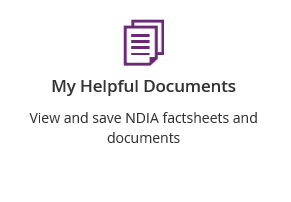 My Helpful Documents
View and save NDIA factsheets and
documents